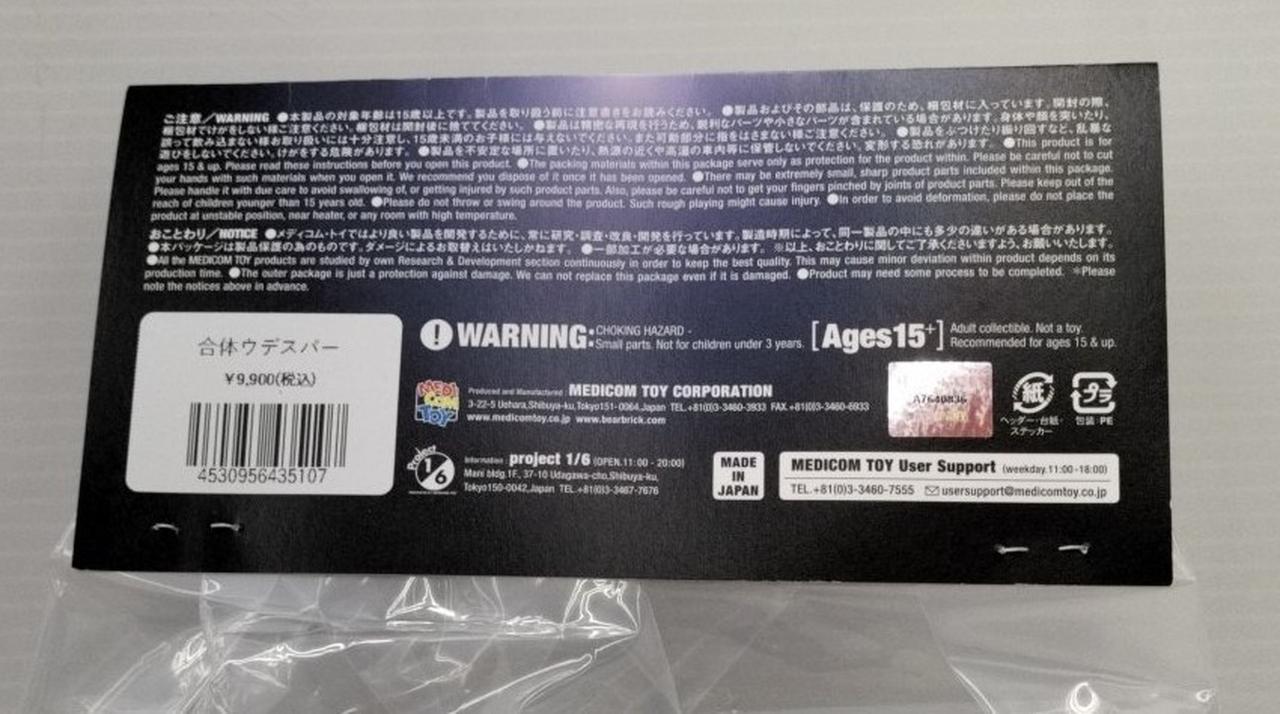 ご注意／WARNING ●本製品の対象年齢は15歳以上です。製品を取り扱う前に注意書きをお読みください。 ●製品およびその部品は、保護のため、梱包材に入っています。開封の際、
梱包材でけがをしない様ご注意ください。梱包材は開封後に捨ててください。 ●製品は精密な再現を行うため、鋭利なパーツや小さなパーツが含まれている場合があります。身体や顔を突いたり、
誤って飲み込まない様お取り扱いには十分注意し、15歳未満のお子様には与えないでください。また可動部分に指をはさまない様ご注意ください。 ●製品をぶつけたり振り回すなど、乱暴な
遊びをしないでください。けがをする危険があります。 ●製品を不安定な場所に置いたり、熱源の近くや高温の車内等に保管しないでください。変形する恐れがあります。 ●This product is for
ages 15 & up. Please read these instructions before you open this product. ●The packing materials within this package serve only as protection for the product within. Please be careful not to cut
your hands with such materials when you open it. We recommend you dispose of it once it has been opened. ●There may be extremely small, sharp product parts included within this package.
Please handle it with due care to avoid swallowing of, or getting injured by such product parts. Also, please be careful not to get your fingers pinched by joints of product parts. Please keep out of the
reach of children younger than 15 years old. ●Please do not throw or swing around the product. Such rough playing might cause injury. ●In order to avoid deformation, please do not place the
product at unstable position, near heater, or any room with high temperature.
おことわり／NOTICE ●メディコム・トイではより良い製品を開発するために、常に研究・調査・改良・開発を行っています。製造時期によって、同一製品の中にも多少の違いがある場合があります。
●本パッケージは製品保護の為のものです。ダメージによるお取替えはいたしかねます。 ●一部加工が必要な場合があります。 ※以上、おことわりに関してご了承くださいますよう、お願いいたします。
●All the MEDICOM TOY products are studied by own Research & Development section continuously in order to keep the best quality. This may cause minor deviation within product depends on its
production time. ●The outer package is just a protection against damage. We can not replace this package even if it is damaged. ●Product may need some process to be completed. *Please
note the notices above in advance.
合体ウデスパー
￥9,900(税込)
4530956435107
! WARNING: CHOKING HAZARD -
Small parts. Not for children under 3 years.
[Ages15+] Adult collectible. Not a toy.
Recommended for ages 15 & up.
MEDI
COM
TOY
Produced and Manufactured MEDICOM TOY CORPORATION
3-22-5 Uehara,Shibuya-ku,Tokyo151-0064,Japan TEL.+81(0)3-3460-3933 FAX.+81(0)3-3460-6933
www.medicomtoy.co.jp www.bearbrick.com
A7640836
紙
ヘッダー・台紙・
ステッカー
プラ
包装:PE
Project
1/6
Information: project 1/6 (OPEN.11:00 - 20:00)
Mani bldg.1F., 37-10 Udagawa-cho,Shibuya-ku,
Tokyo150-0042,Japan TEL.+81(0)3-3467-7676
MADE
IN
JAPAN
MEDICOM TOY User Support (weekday.11:00-18:00)
TEL.+81(0)3-3460-7555 usersupport@medicomtoy.co.jp